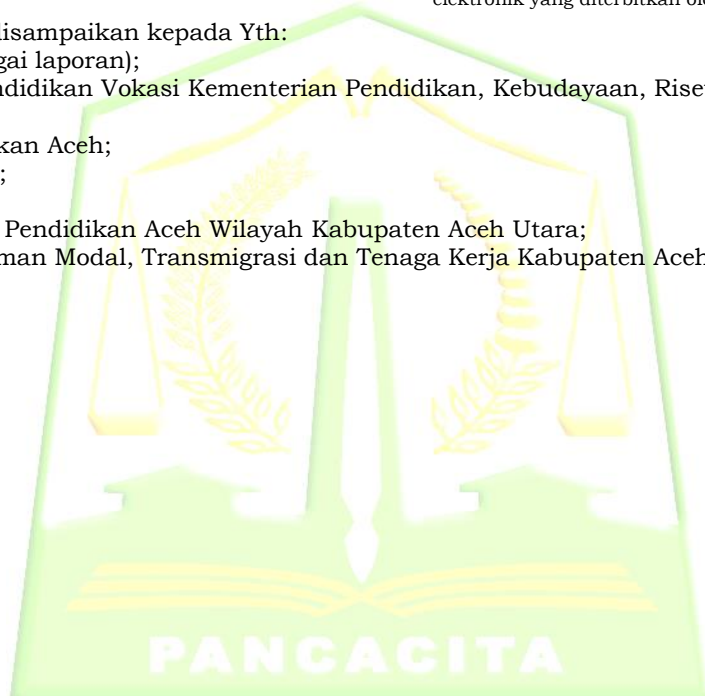 elektronik yang diterbitkan ol
disampaikan kepada Yth:
gai laporan);
ndidikan Vokasi Kementerian Pendidikan, Kebudayaan, Rise
kan Aceh;
;
Pendidikan Aceh Wilayah Kabupaten Aceh Utara;
man Modal, Transmigrasi dan Tenaga Kerja Kabupaten Aceh
PANCACITA